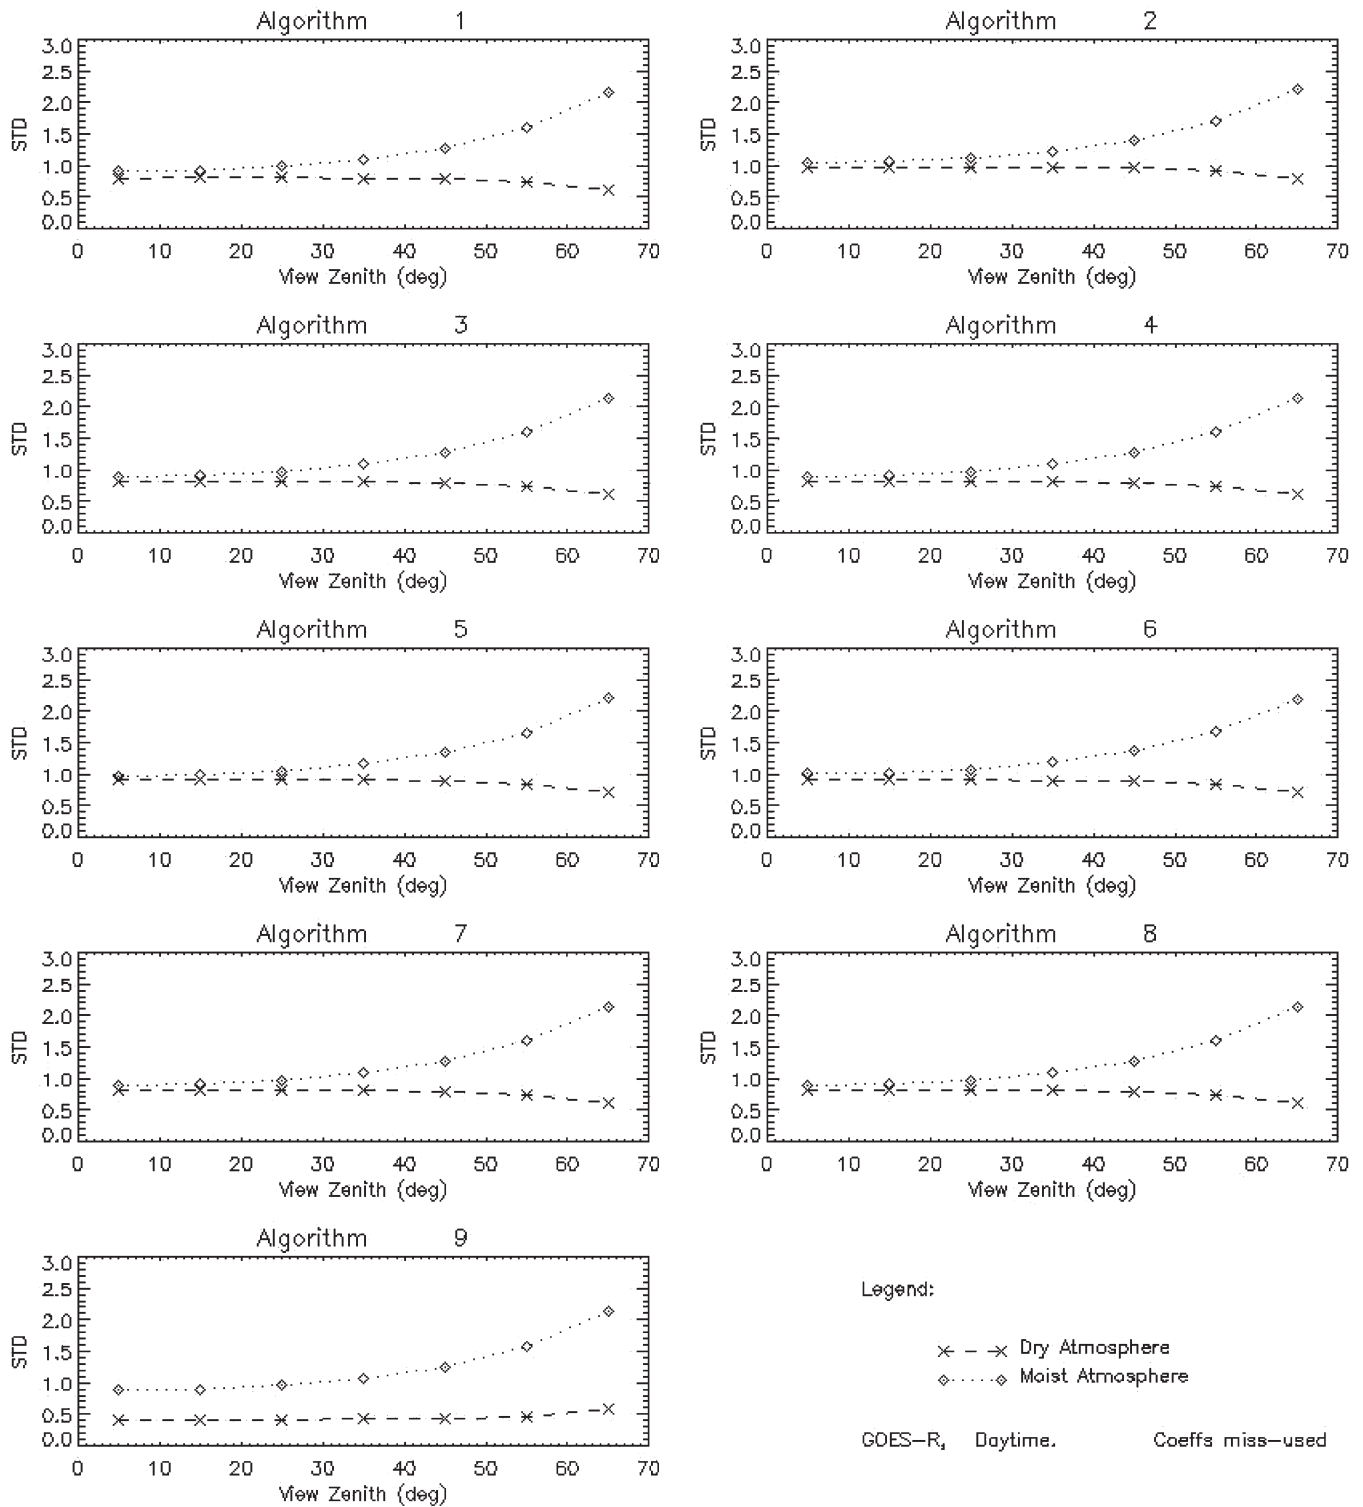 Algorithm 1
3.0
2.5
2.0
1.5
1.0
0.5
0.0
STD
0 10 20 30 40 50 60 70
View Zenith (deg)
Algorithm 2
3.0
2.5
2.0
1.5
1.0
0.5
0.0
STD
0 10 20 30 40 50 60 70
View Zenith (deg)
Algorithm 3
3.0
2.5
2.0
1.5
1.0
0.5
0.0
STD
0 10 20 30 40 50 60 70
View Zenith (deg)
Algorithm 4
3.0
2.5
2.0
1.5
1.0
0.5
0.0
STD
0 10 20 30 40 50 60 70
View Zenith (deg)
Algorithm 5
3.0
2.5
2.0
1.5
1.0
0.5
0.0
STD
0 10 20 30 40 50 60 70
View Zenith (deg)
Algorithm 6
3.0
2.5
2.0
1.5
1.0
0.5
0.0
STD
0 10 20 30 40 50 60 70
View Zenith (deg)
Algorithm 7
3.0
2.5
2.0
1.5
1.0
0.5
0.0
STD
0 10 20 30 40 50 60 70
View Zenith (deg)
Algorithm 8
3.0
2.5
2.0
1.5
1.0
0.5
0.0
STD
0 10 20 30 40 50 60 70
View Zenith (deg)
Algorithm 9
3.0
2.5
2.0
1.5
1.0
0.5
0.0
STD
0 10 20 30 40 50 60 70
View Zenith (deg)
Legend:
Dry Atmosphere
Moist Atmosphere
GOES-R, Daytime. Coeffs miss-used